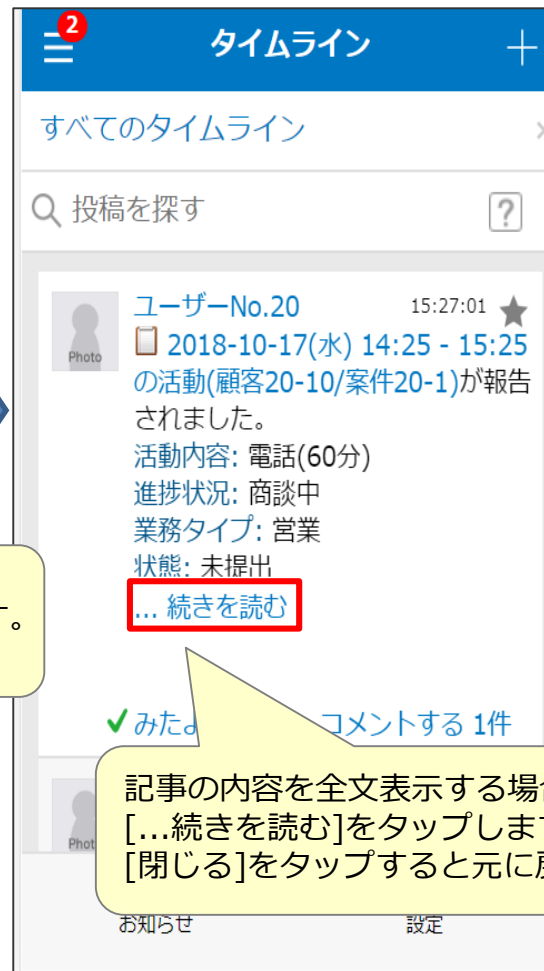 2
タイムライン
すべてのタイムライン
投稿を探す
?
ユーザーNo.20 15:27:01
Photo
2018-10-17(水) 14:25 - 15:25
の活動(顧客20-10/案件20-1)が報告
されました。
活動内容: 電話(60分)
進捗状況: 商談中
業務タイプ: 営業
状態: 未提出
... 続きを読む
。
みたよ コメントする 1件
記事の内容を全文表示する場
[...続きを読む]をタップしま
[閉じる]をタップすると元に
Phot
お知らせ 設定